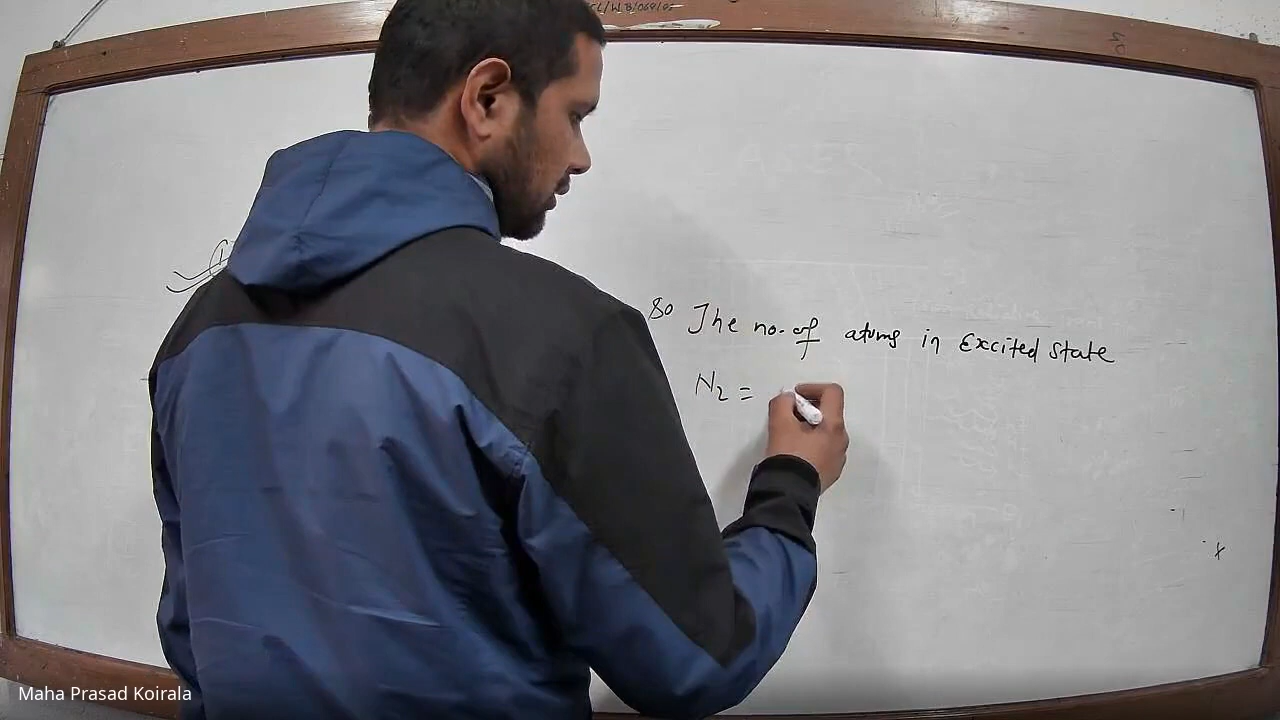 So The no. of atoms in Excited state
N₂ =
Maha Prasad Koirala